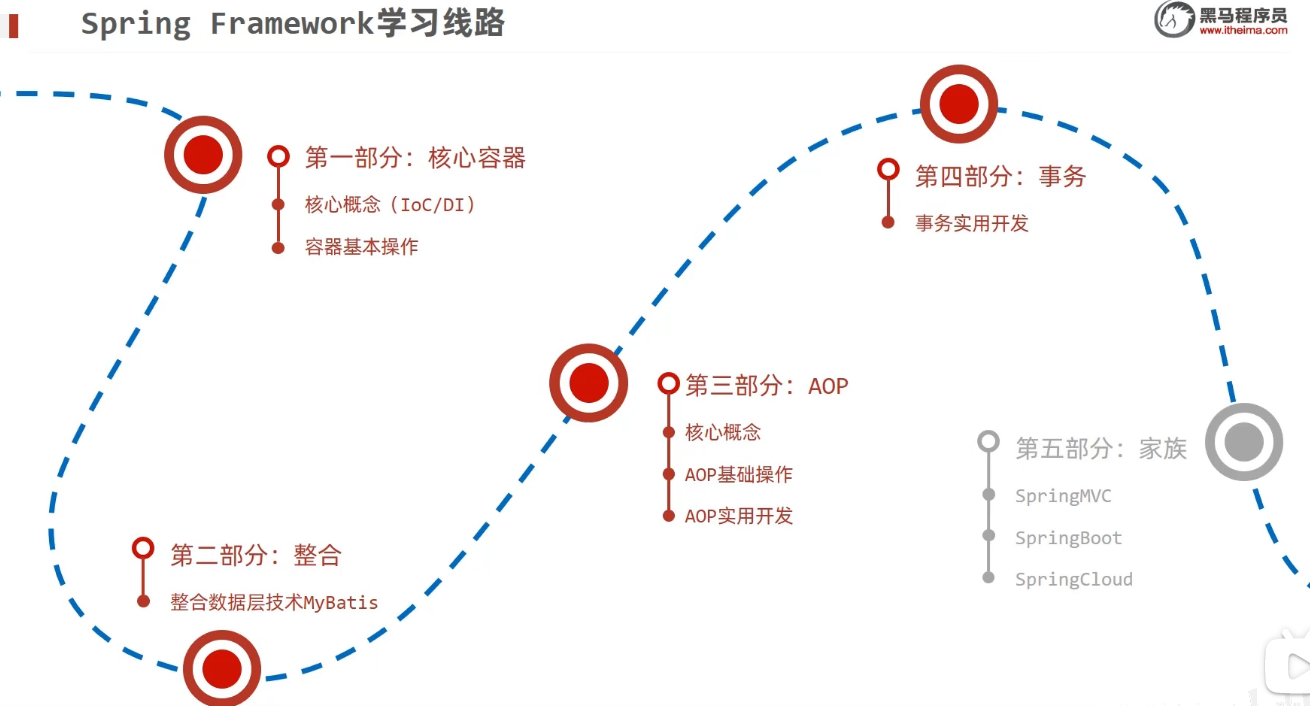 Spring Framework学习线路
黑马程序员
www.itheima.com
第一部分：核心容器
核心概念（IoC/DI）
容器基本操作
第二部分：整合
整合数据层技术MyBatis
第三部分：AOP
核心概念
AOP基础操作
AOP实用开发
第四部分：事务
事务实用开发
第五部分：家族
SpringMVC
SpringBoot
SpringCloud